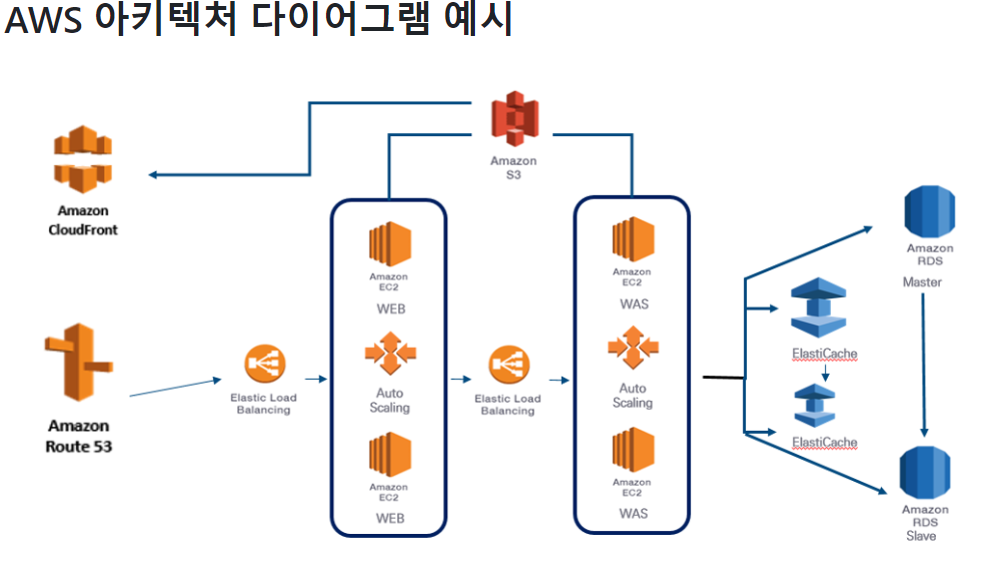 AWS 아키텍처 다이어그램 예시
Amazon
S3
Amazon
CloudFront
Amazon
Route 53
Elastic Load
Balancing
Amazon
EC2
WEB
Auto
Scaling
Amazon
EC2
WEB
Elastic Load
Balancing
Amazon
EC2
WAS
Auto
Scaling
Amazon
EC2
WAS
Amazon
RDS
Master
ElastiCache
ElastiCache
Amazon
RDS
Slave